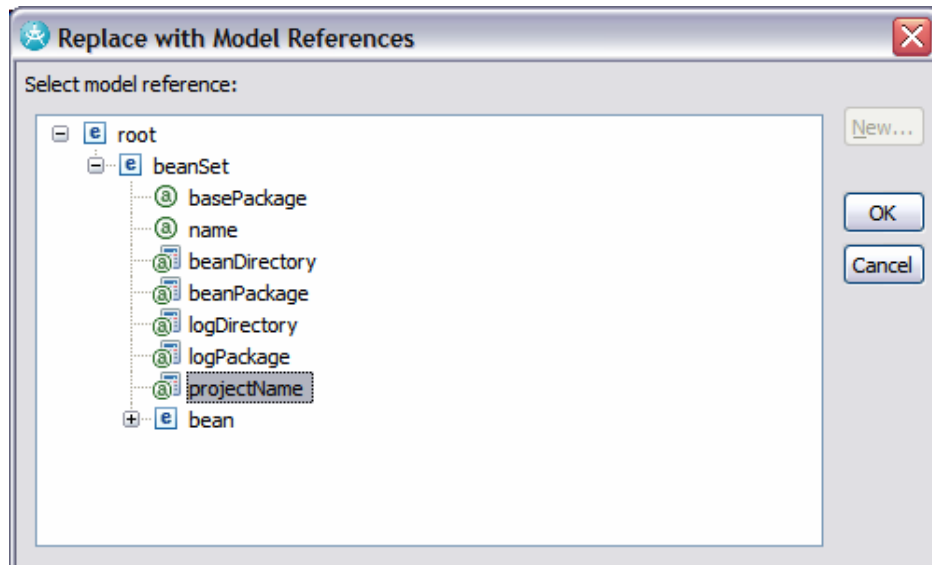 Replace with Model References
Select model reference:
e root
e beanSet
a basePackage
a name
a beanDirectory
a beanPackage
a logDirectory
a logPackage
a projectName
e bean
New...
OK
Cancel